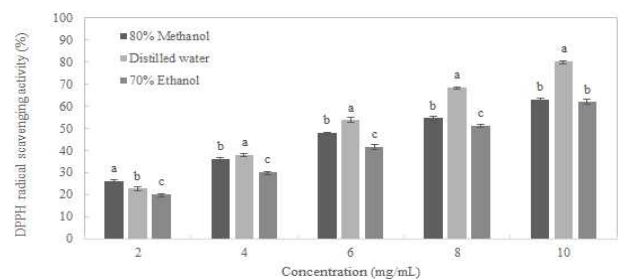 100
90
80
70
60
50
40
30
20
10
0
DPPH radical scavenging activity (%)
80% Methanol
Distilled water
70% Ethanol
a b c
b a c
b a c
b a c
b a b
2 4 6 8 10
Concentration (mg/mL)